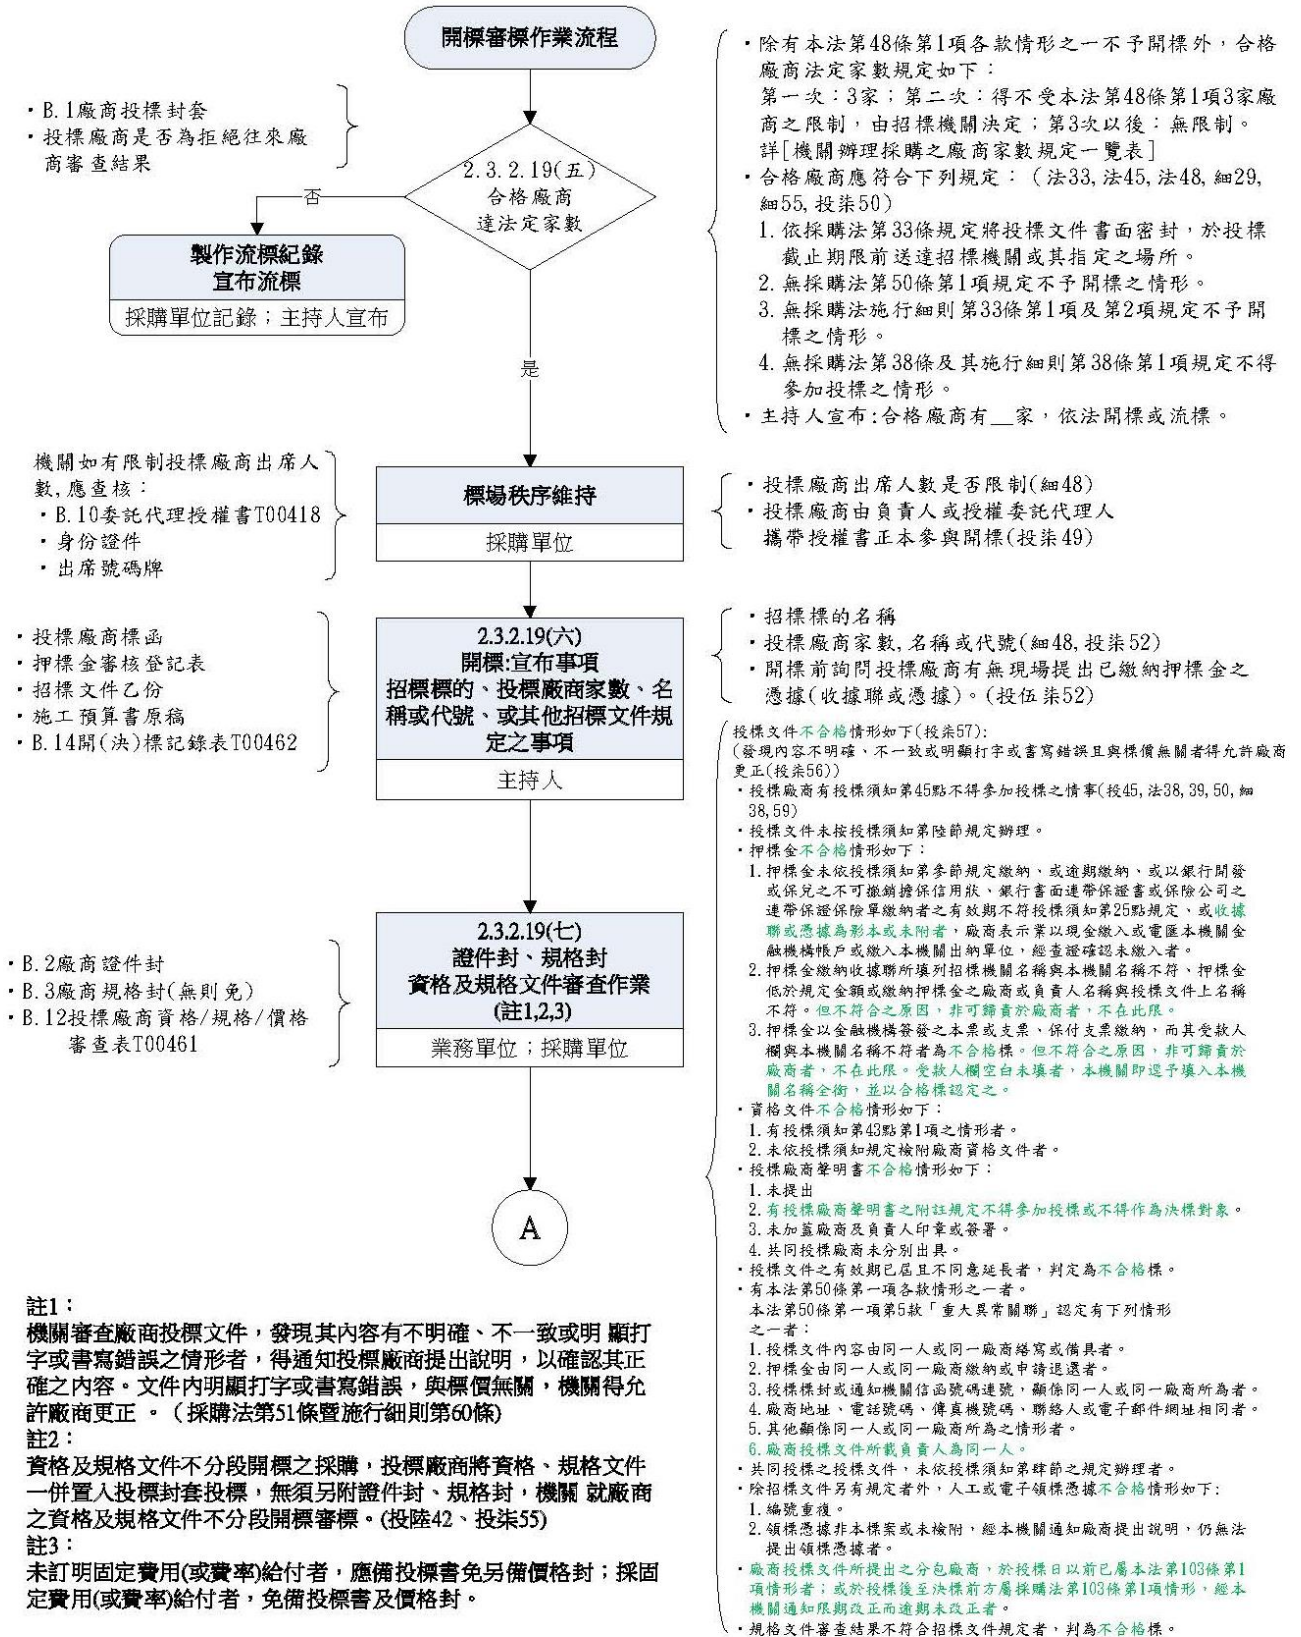 開標審標作業流程
・B.1廠商投標封套
・投標廠商是否為拒絕往來廠
商審查結果
2.3.2.19(五)
合格廠商
達法定家數
否
製作流標紀錄
宣布流標
採購單位記錄；主持人宣布
是
・除有本法第48條第1項各款情形之一不予開標外，合格
廠商法定家數規定如下：
第一次：3家；第二次：得不受本法第48條第1項3家廠
商之限制，由招標機關決定；第3次以後：無限制。
詳[機關辦理採購之廠商家數規定一覽表]
・合格廠商應符合下列規定：（法33,法45,法48,細29,
細55,投柒50）
1.依採購法第33條規定將投標文件書面密封，於投標
截止期限前送達招標機關或其指定之場所。
2.無採購法第50條第1項規定不予開標之情形。
3.無採購法施行細則第33條第1項及第2項規定不予開
標之情形。
4.無採購法第38條及其施行細則第38條第1項規定不得
參加投標之情形。
・主持人宣布:合格廠商有__家，依法開標或流標。
機關如有限制投標廠商出席人
數,應查核：
・B.10委託代理授權書T00418
・身份證件
・出席號碼牌
標場秩序維持
採購單位
・投標廠商出席人數是否限制(細48)
・投標廠商由負責人或授權委託代理人
攜帶授權書正本參與開標(投柒49)
・投標廠商標函
・押標金審核登記表
・招標文件乙份
・施工預算書原稿
・B.14開(決)標記錄表T00462
2.3.2.19(六)
開標:宣布事項
招標標的、投標廠商家數、名
稱或代號、或其他招標文件規
定之事項
主持人
・招標標的名稱
・投標廠商家數,名稱或代號(細48,投柒52)
・開標前詢問投標廠商有無現場提出已繳納押標金之
憑據(收據聯或憑據)。(投伍柒52)
・B.2廠商證件封
・B.3廠商規格封(無則免)
・B.12投標廠商資格/規格/價格
審查表T00461
2.3.2.19(七)
證件封、規格封
資格及規格文件審查作業
(註1,2,3)
業務單位；採購單位
A
投標文件不合格情形如下(投柒57):
(發現內容不明確、不一致或明顯打字或書寫錯誤且與標價無關者得允許廠商
更正(投柒56))
・投標廠商有投標須知第45點不得參加投標之情事(投45,法38,39,50,細
38,59)
・投標文件未按投標須知第陸節規定辦理。
・押標金不合格情形如下：
1.押標金未依投標須知第參節規定繳納、或逾期繳納、或以銀行開發
或保兌之不可撤銷擔保信用狀、銀行書面連帶保證書或保險公司之
連帶保證保險單繳納者之有效期不符投標須知第25點規定、或收據
聯或憑據為影本或未附者，廠商表示業以現金繳入或電匯本機關金
融機構帳戶或繳入本機關出納單位，經查證確認未繳入者。
2.押標金繳納收據聯所填列招標機關名稱與本機關名稱不符、押標金
低於規定金額或繳納押標金之廠商或負責人名稱與投標文件上名稱
不符。但不符合之原因，非可歸責於廠商者，不在此限。
3.押標金以金融機構簽發之本票或支票、保付支票繳納，而其受款人
欄與本機關名稱不符者為不合格標。但不符合之原因，非可歸責於
廠商者，不在此限。受款人欄空白未填者，本機關即逕予填入本機
關名稱全銜，並以合格標認定之。
・資格文件不合格情形如下：
1.有投標須知第43點第1項之情形者。
2.未依投標須知規定檢附廠商資格文件者。
・投標廠商聲明書不合格情形如下：
1.未提出
2.有投標廠商聲明書之附註規定不得參加投標或不得作為決標對象。
3.未加蓋廠商及負責人印章或簽署。
4.共同投標廠商未分別出具。
・投標文件之有效期已屆且不同意延長者，判定為不合格標。
・有本法第50條第一項各款情形之一者。
本法第50條第一項第5款「重大異常關聯」認定有下列情形
之一者：
1.投標文件內容由同一人或同一廠商繕寫或備具者。
2.押標金由同一人或同一廠商繳納或申請退還者。
3.投標標封或通知機關信函號碼連號，顯係同一人或同一廠商所為者。
4.廠商地址、電話號碼、傳真機號碼、聯絡人或電子郵件網址相同者。
5.其他顯係同一人或同一廠商所為之情形者。
6.廠商投標文件所載負責人為同一人。
・共同投標之投標文件，未依投標須知第肆節之規定辦理者。
・除招標文件另有規定者外，人工或電子領標憑據不合格情形如下:
1.編號重複。
2.領標憑據非本標案或未檢附，經本機關通知廠商提出說明，仍無法
提出領標憑據者。
・廠商投標文件所提出之分包廠商，於投標日以前已屬本法第103條第1
項情形者；或於投標後至決標前方屬採購法第103條第1項情形，經本
機關通知限期改正而逾期未改正者。
・規格文件審查結果不符合招標文件規定者，判為不合格標。
註1：
機關審查廠商投標文件，發現其內容有不明確、不一致或明 顯打
字或書寫錯誤之情形者，得通知投標廠商提出說明，以確認其正
確之內容。文件內明顯打字或書寫錯誤，與標價無關，機關得允
許廠商更正 。（ 採購法第51條暨施行細則第60條)
註2：
資格及規格文件不分段開標之採購，投標廠商將資格、規格文件
一併置入投標封套投標，無須另附證件封、規格封，機關 就廠商
之資格及規格文件不分段開標審標。(投陸42、投柒55)
註3：
未訂明固定費用(或費率)給付者，應備投標書免另備價格封；採固
定費用(或費率)給付者，免備投標書及價格封。